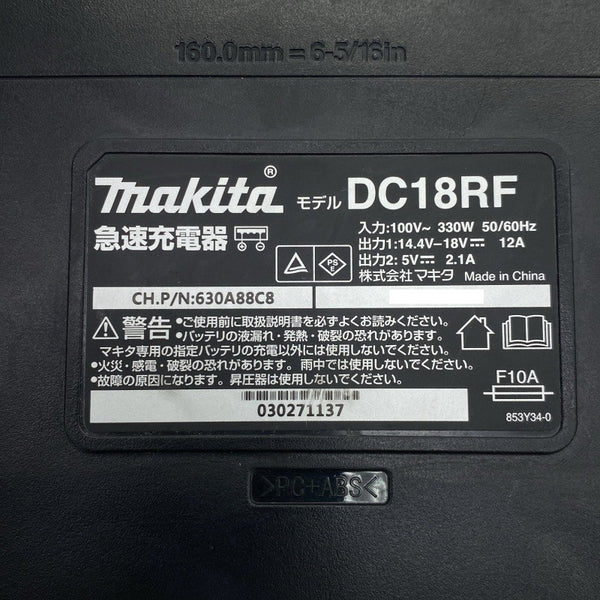 160.0mm = 6-5/16in
makita® モデル DC18RF
急速充電器
入力:100V~ 330W 50/60Hz
出力1:14.4V-18V⎓ 12A
出力2: 5V⎓ 2.1A
株式会社マキタ Made in China
PS E
CH.P/N:630A88C8
警告
•ご使用前に取扱説明書を必ずよくお読みください。
•バッテリの液漏れ・発熱・破裂の恐れがあります。
マキタ専用の指定バッテリの充電以外には使用しないでください。
•火災・感電・破裂の恐れがあります。雨中では使用しないでください。
•故障の原因になります。昇圧器は使用しないでください。
F10A
030271137
853Y34-0
>PC+ABS<